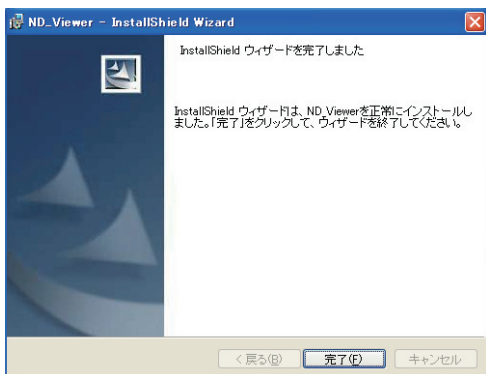 ND_Viewer - InstallShield Wizard
InstallShield ウィザードを完了しました
InstallShield ウィザードは、ND_Viewerを正常にインストールし
ました。「完了」をクリックして、ウィザードを終了してください。
< 戻る(B)
完了(F)
キャンセル